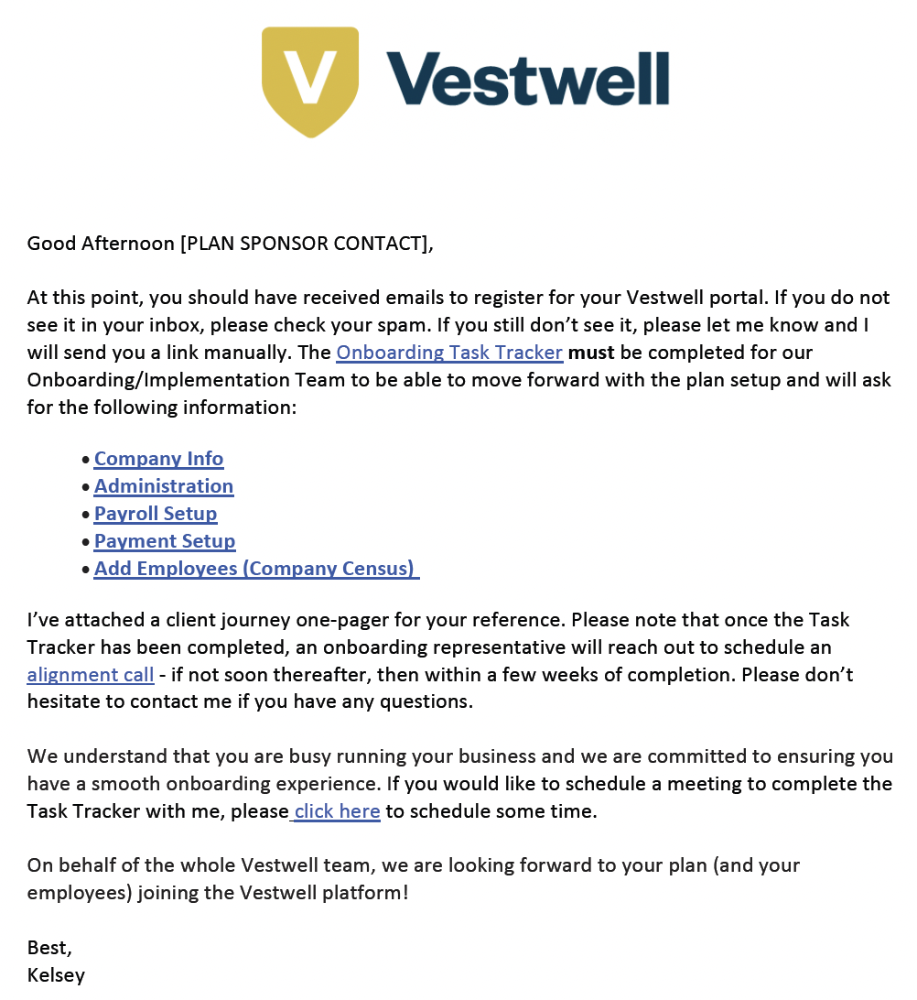 V Vestwell
Good Afternoon [PLAN SPONSOR CONTACT],
At this point, you should have received emails to register for your Vestwell portal. If you do not
see it in your inbox, please check your spam. If you still don’t see it, please let me know and I
will send you a link manually. The Onboarding Task Tracker must be completed for our
Onboarding/Implementation Team to be able to move forward with the plan setup and will ask
for the following information:
• Company Info
• Administration
• Payroll Setup
• Payment Setup
• Add Employees (Company Census)
I’ve attached a client journey one-pager for your reference. Please note that once the Task
Tracker has been completed, an onboarding representative will reach out to schedule an
alignment call - if not soon thereafter, then within a few weeks of completion. Please don’t
hesitate to contact me if you have any questions.
We understand that you are busy running your business and we are committed to ensuring you
have a smooth onboarding experience. If you would like to schedule a meeting to complete the
Task Tracker with me, please click here to schedule some time.
On behalf of the whole Vestwell team, we are looking forward to your plan (and your
employees) joining the Vestwell platform!
Best,
Kelsey